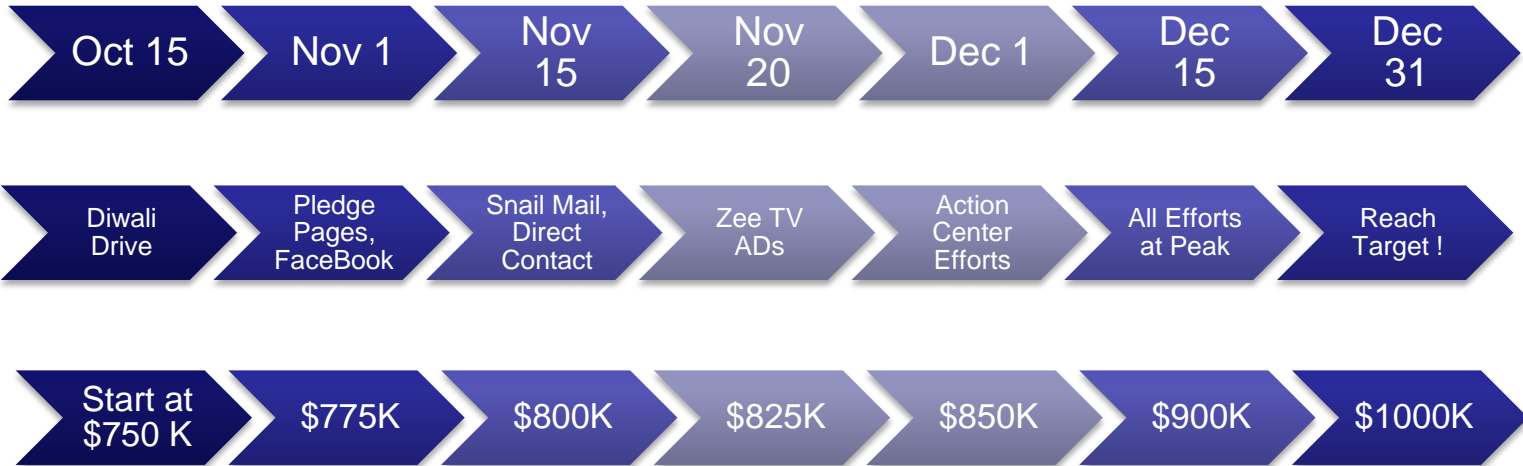 Oct 15
Nov 1
Nov
15
Nov
20
Dec 1
Dec
15
Dec
31
Diwali
Drive
Pledge
Pages,
FaceBook
Snail Mail,
Direct
Contact
Zee TV
ADs
Action
Center
Efforts
All Efforts
at Peak
Reach
Target !
Start at
$750 K
$775K
$800K
$825K
$850K
$900K
$1000K